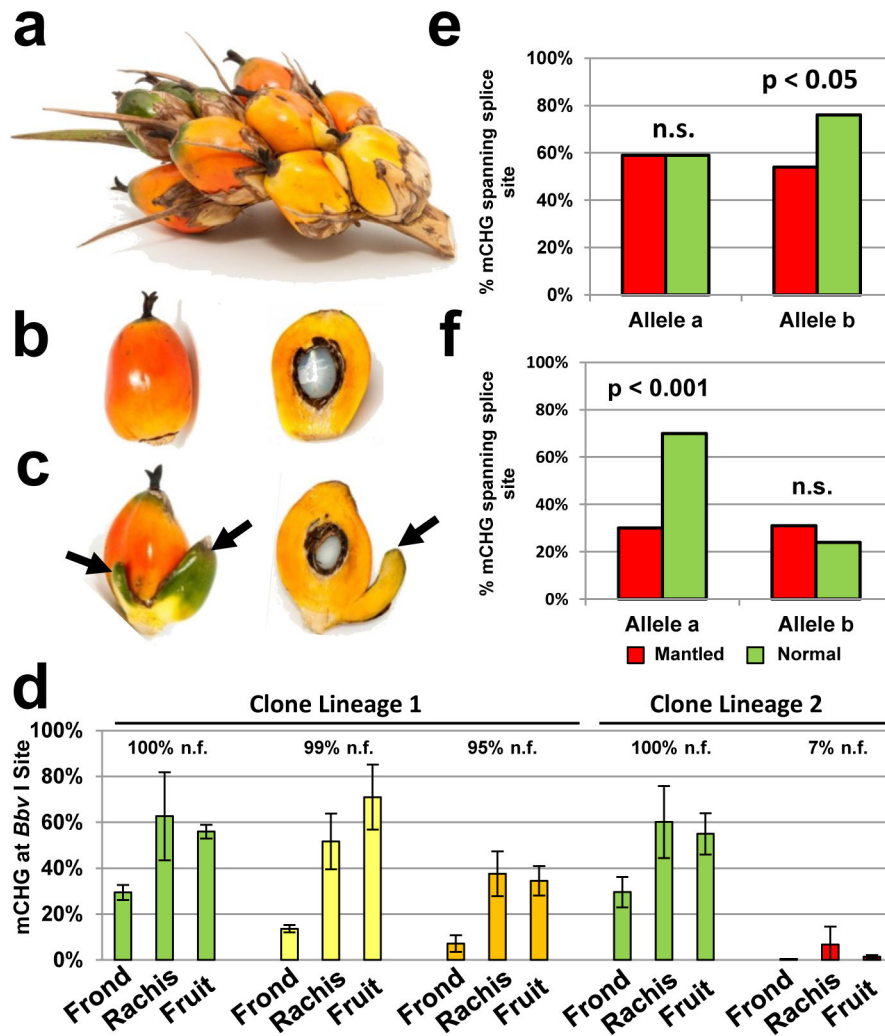 a
b
c
e
100%
80%
60%
40%
20%
0%
% mCHG spanning splice
site
n.s.
p < 0.05
Allele a
Allele b
f
100%
80%
60%
40%
20%
0%
% mCHG spanning splice
site
p < 0.001
n.s.
Allele a
Allele b
Mantled
Normal
d
Clone Lineage 1
Clone Lineage 2
100%
80%
60%
40%
20%
0%
mCHG at Bbv I Site
100% n.f.
99% n.f.
95% n.f.
100% n.f.
7% n.f.
Frond
Rachis
Fruit
Frond
Rachis
Fruit
Frond
Rachis
Fruit
Frond
Rachis
Fruit
Frond
Rachis
Fruit